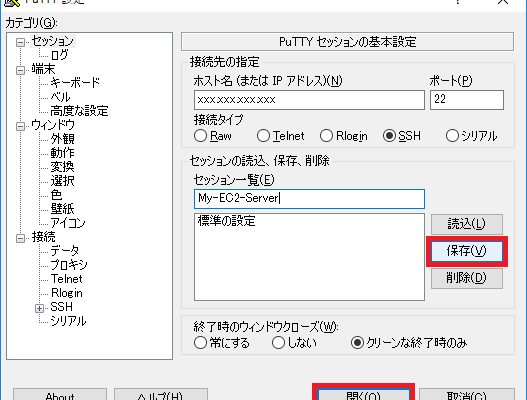 PuTTY 設定
カテゴリ(G):
セッション
ログ
端末
キーボード
ベル
高度な設定
ウィンドウ
外観
動作
変換
選択
色
壁紙
アイコン
接続
データ
プロキシ
Telnet
Rlogin
SSH
シリアル
PuTTY セッションの基本設定
接続先の指定
ホスト名 (または IP アドレス)(N) ポート(P)
xxxxxxxxxxxx 22
接続タイプ
Raw Telnet Rlogin SSH シリアル
セッションの読込、保存、削除
セッション一覧(E)
My-EC2-Server
標準の設定
読込(L)
保存(V)
削除(D)
終了時のウィンドウクローズ(W):
常にする しない クリーンな終了時のみ
About ヘルプ(H) 開く(O) 取消(C)